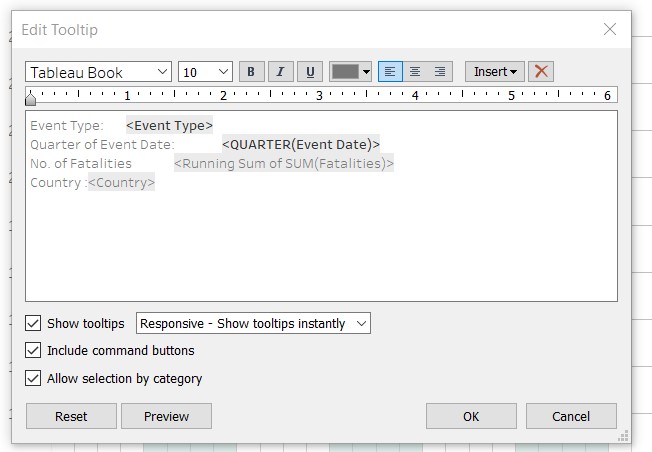 Edit Tooltip
Tableau Book 10 B I U Insert
1 2 3 4 5 6
Event Type: <Event Type>
Quarter of Event Date: <QUARTER(Event Date)>
No. of Fatalities <Running Sum of SUM(Fatalities)>
Country :<Country>
Show tooltips Responsive - Show tooltips instantly
Include command buttons
Allow selection by category
Reset Preview OK Cancel